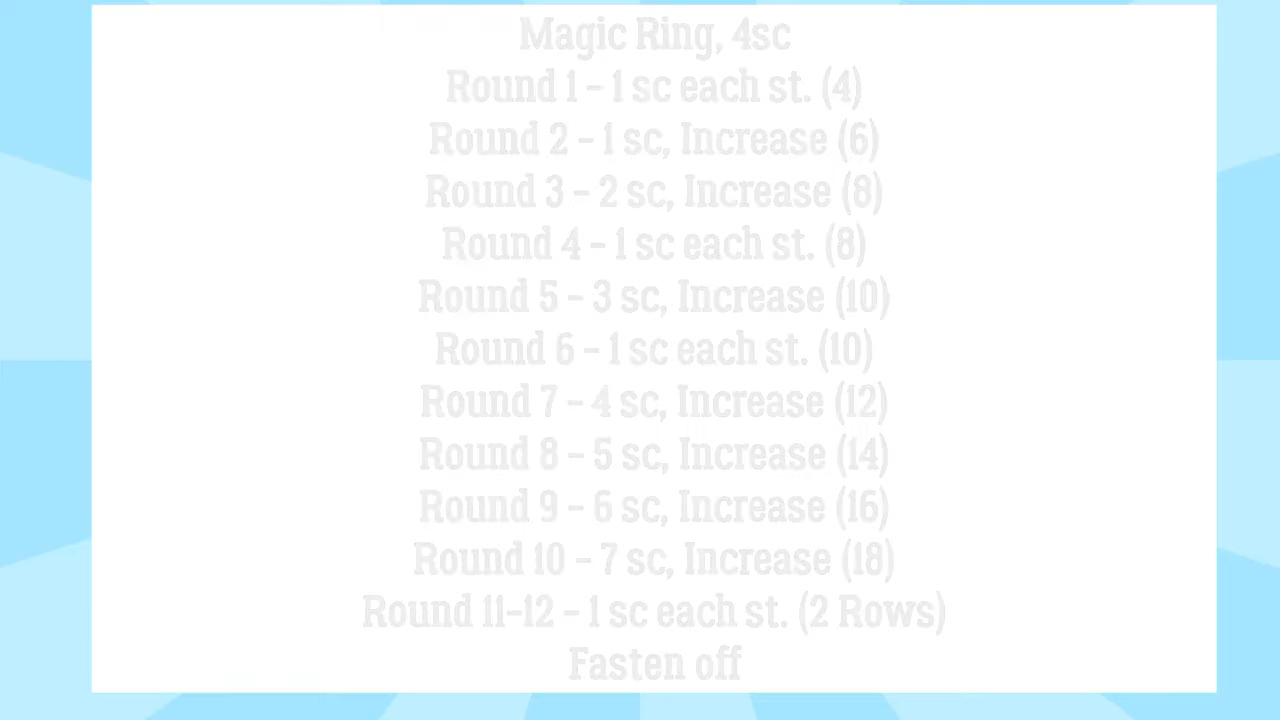 Magic Ring, 4sc
Round 1 - 1 sc each st. (4)
Round 2 - 1 sc, Increase (6)
Round 3 - 2 sc, Increase (8)
Round 4 - 1 sc each st. (8)
Round 5 - 3 sc, Increase (10)
Round 6 - 1 sc each st. (10)
Round 7 - 4 sc, Increase (12)
Round 8 - 5 sc, Increase (14)
Round 9 - 6 sc, Increase (16)
Round 10 - 7 sc, Increase (18)
Round 11-12 - 1 sc each st. (2 Rows)
Fasten off